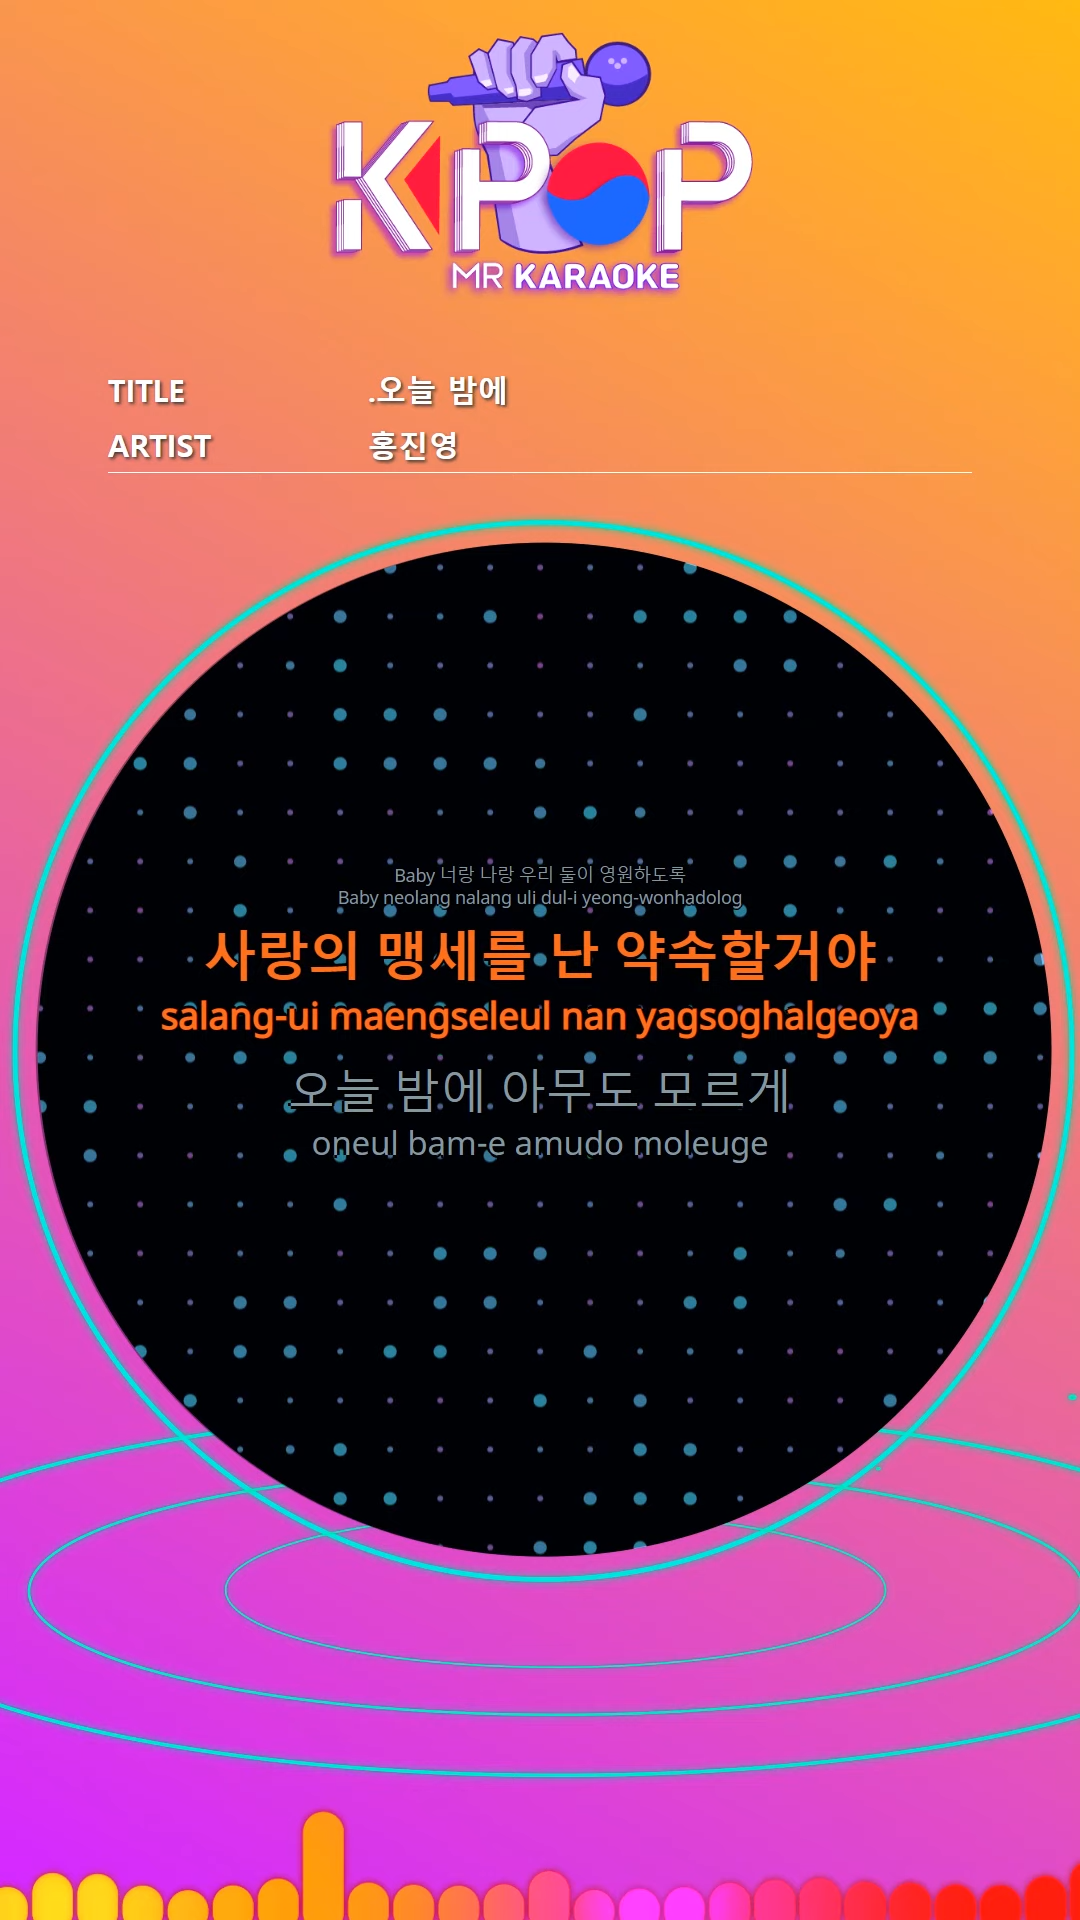 KPOP
MR KARAOKE
TITLE .오늘 밤에
ARTIST 홍진영
Baby 너랑 나랑 우리 둘이 영원하도록
Baby neolang nalang uli dul-i yeong-wonhadolog
사랑의 맹세를 난 약속할거야
salang-ui maengseleul nan yagsoghalgeoya
오늘 밤에 아무도 모르게
oneul bam-e amudo moleuge